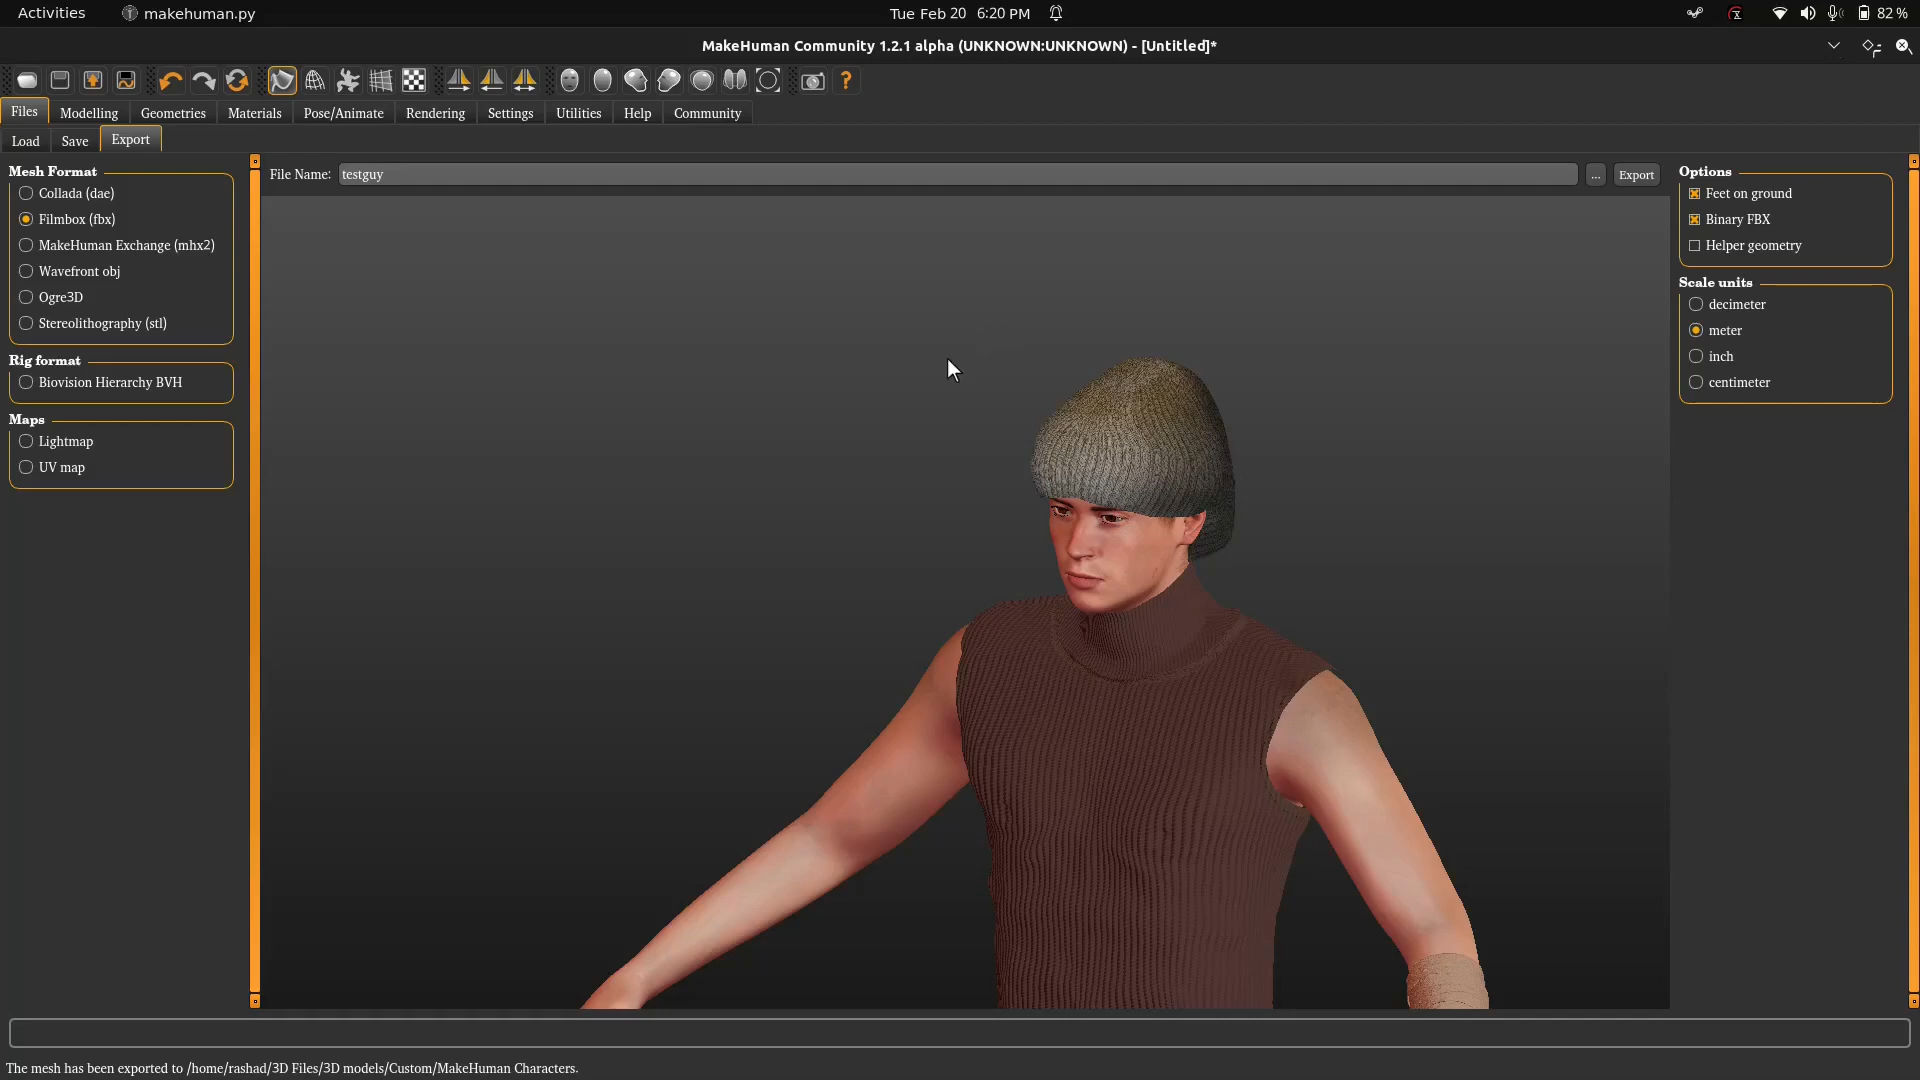 Activities makehuman.py Tue Feb 20 6:20 PM 82 %
MakeHuman Community 1.2.1 alpha (UNKNOWN:UNKNOWN) - [Untitled]*
Files Modelling Geometries Materials Pose/Animate Rendering Settings Utilities Help Community
Load Save Export
Mesh Format
Collada (dae)
Filmbox (fbx)
MakeHuman Exchange (mhx2)
Wavefront obj
Ogre3D
Stereolithography (stl)
Rig format
Biovision Hierarchy BVH
Maps
Lightmap
UV map
File Name: testguy ... Export
Options
Feet on ground
Binary FBX
Helper geometry
Scale units
decimeter
meter
inch
centimeter
The mesh has been exported to /home/rashad/3D Files/3D models/Custom/MakeHuman Characters.